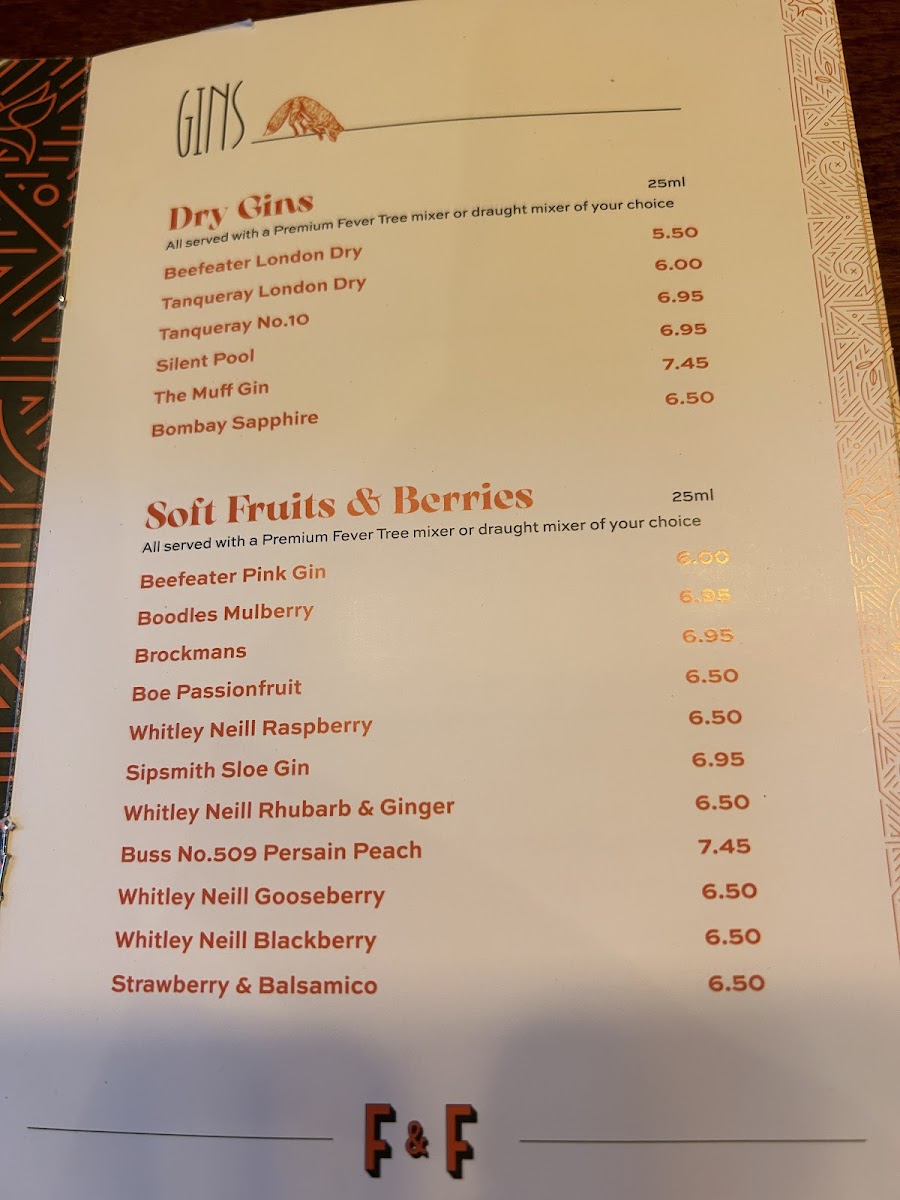 GINS
Dry Gins 25ml
All served with a Premium Fever Tree mixer or draught mixer of your choice
Beefeater London Dry 5.50
Tanqueray London Dry 6.00
Tanqueray No.10 6.95
Silent Pool 6.95
The Muff Gin 7.45
Bombay Sapphire 6.50
Soft Fruits & Berries 25ml
All served with a Premium Fever Tree mixer or draught mixer of your choice
Beefeater Pink Gin 6.00
Boodles Mulberry 6.95
Brockmans 6.95
Boe Passionfruit 6.50
Whitley Neill Raspberry 6.50
Sipsmith Sloe Gin 6.95
Whitley Neill Rhubarb & Ginger 6.50
Buss No.509 Persain Peach 7.45
Whitley Neill Gooseberry 6.50
Whitley Neill Blackberry 6.50
Strawberry & Balsamico 6.50
F & F